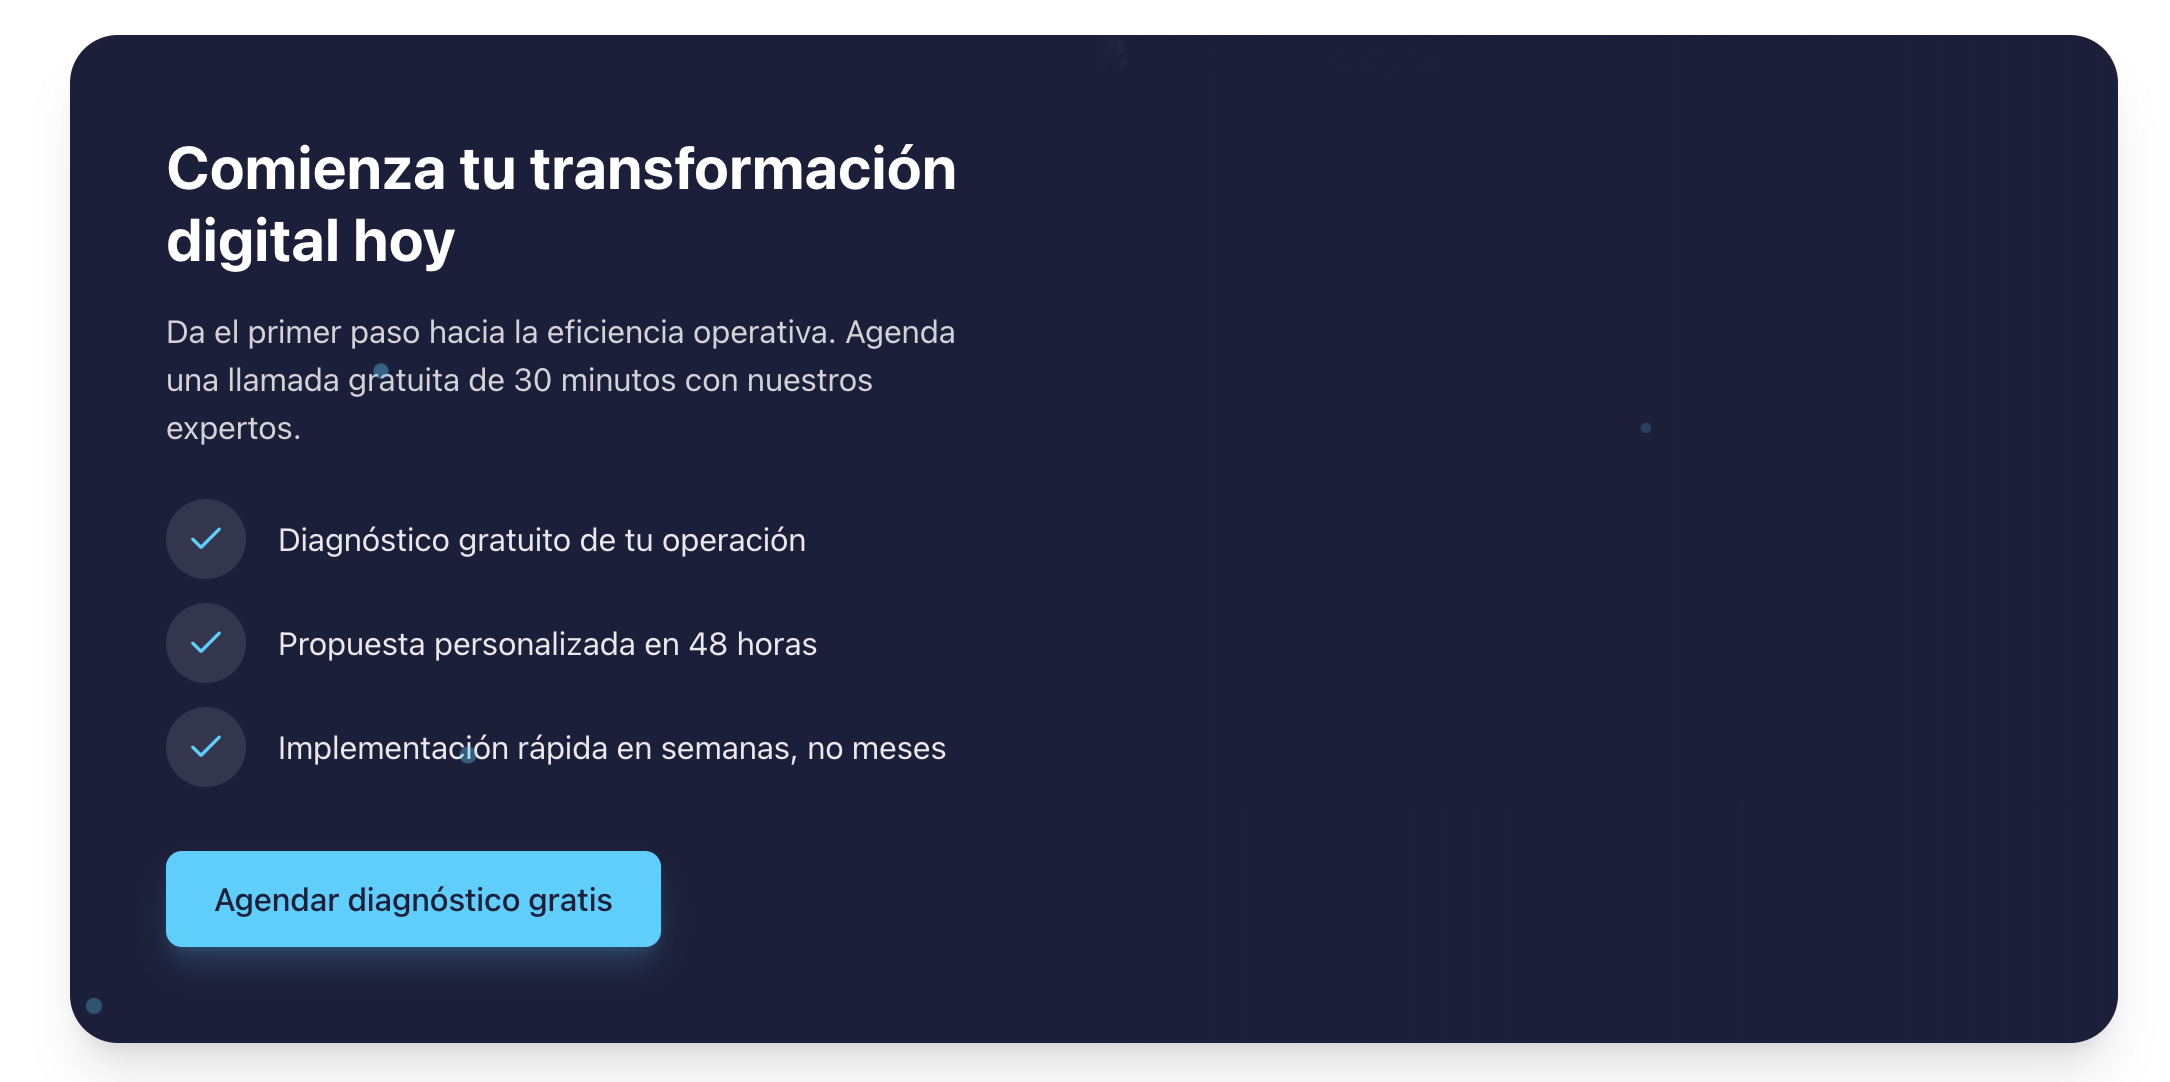 Comienza tu transformación
digital hoy
Da el primer paso hacia la eficiencia operativa. Agenda
una llamada gratuita de 30 minutos con nuestros
expertos.
Diagnóstico gratuito de tu operación
Propuesta personalizada en 48 horas
Implementación rápida en semanas, no meses
Agendar diagnóstico gratis